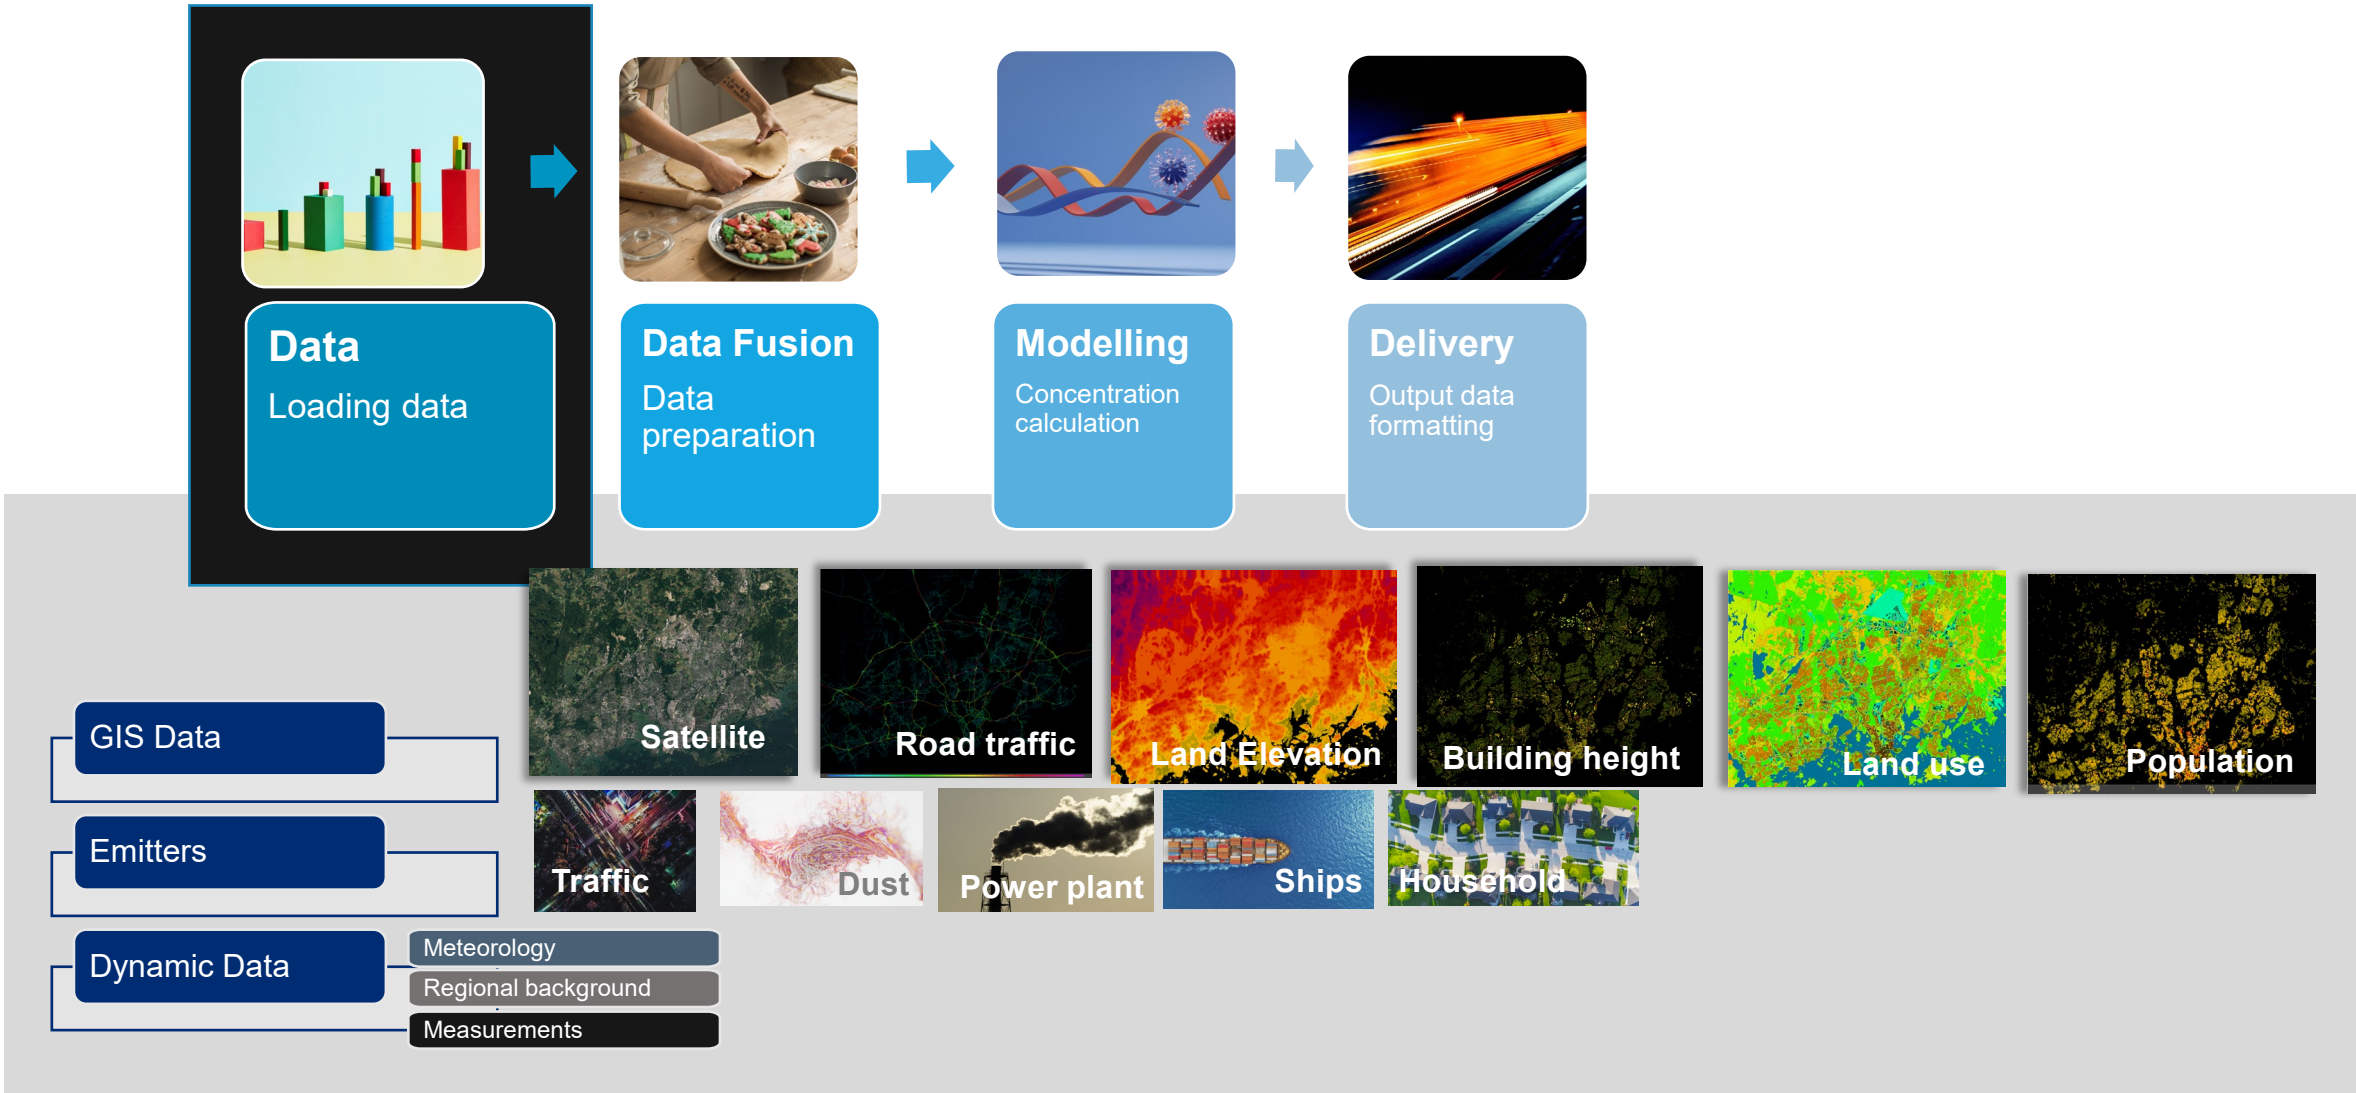 Data
Loading data
Data Fusion
Data
preparation
Modelling
Concentration
calculation
Delivery
Output data
formatting
GIS Data
Satellite
Road traffic
Land Elevation
Building height
Land use
Population
Emitters
Traffic
Dust
Power plant
Ships
Household
Dynamic Data
Meteorology
Regional background
Measurements